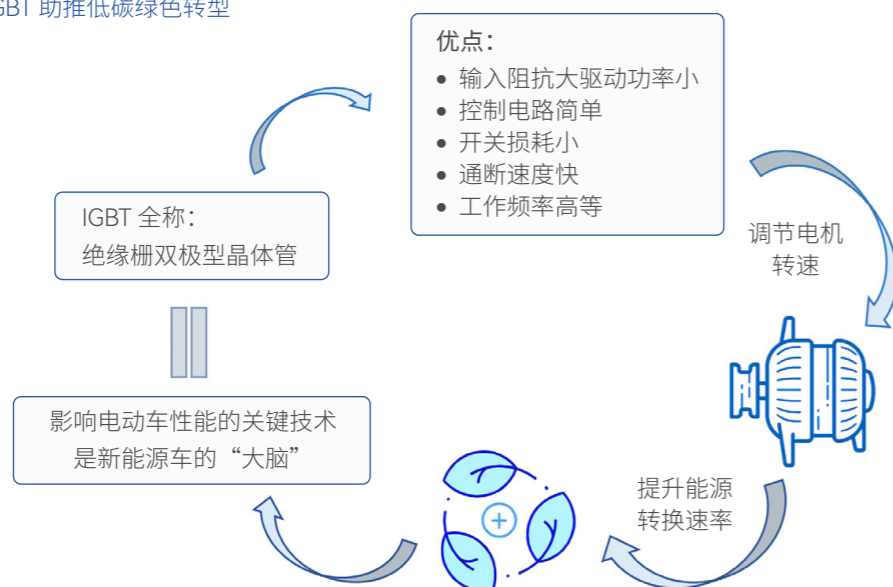 GBT 助推低碳绿色转型
优点：
• 输入阻抗大驱动功率小
• 控制电路简单
• 开关损耗小
• 通断速度快
• 工作频率高等
IGBT 全称：
绝缘栅双极型晶体管
调节电机
转速
影响电动车性能的关键技术
是新能源车的“大脑”
提升能源
转换速率